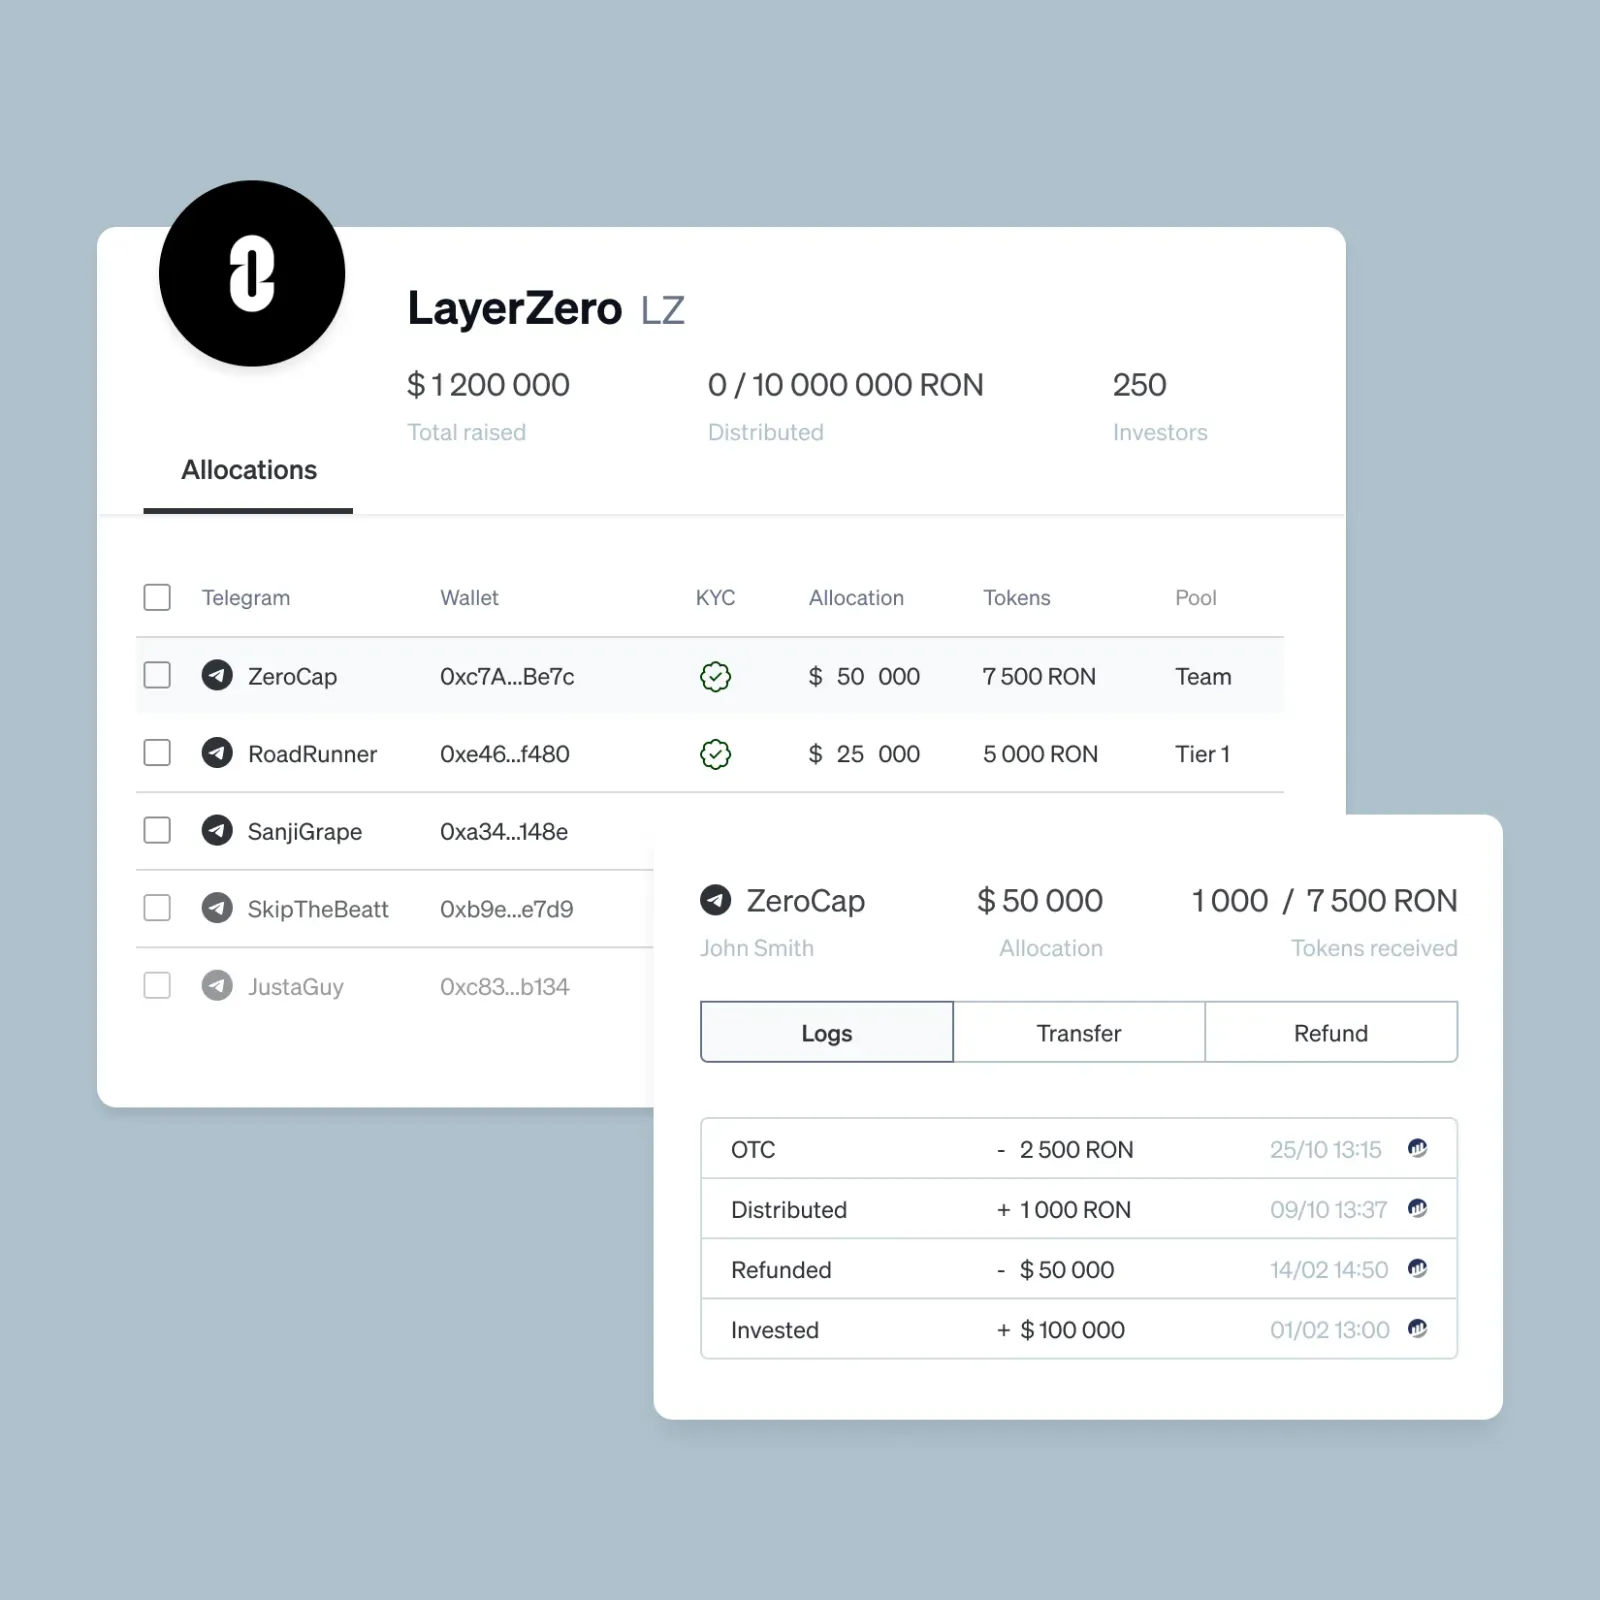 LayerZero LZ
$ 1 200 000 0 / 10 000 000 RON 250
Total raised Distributed Investors
Allocations
Telegram Wallet KYC Allocation Tokens Pool
ZeroCap 0xc7A...Be7c $ 50 000 7 500 RON Team
RoadRunner 0xe46...f480 $ 25 000 5 000 RON Tier 1
SanjiGrape 0xa34...148e
SkipTheBeatt 0xb9e...e7d9
JustaGuy 0xc83...b134
ZeroCap $ 50 000 1 000 / 7 500 RON
John Smith Allocation Tokens received
Logs Transfer Refund
OTC - 2 500 RON 25/10 13:15
Distributed + 1 000 RON 09/10 13:37
Refunded - $ 50 000 14/02 14:50
Invested + $ 100 000 01/02 13:00